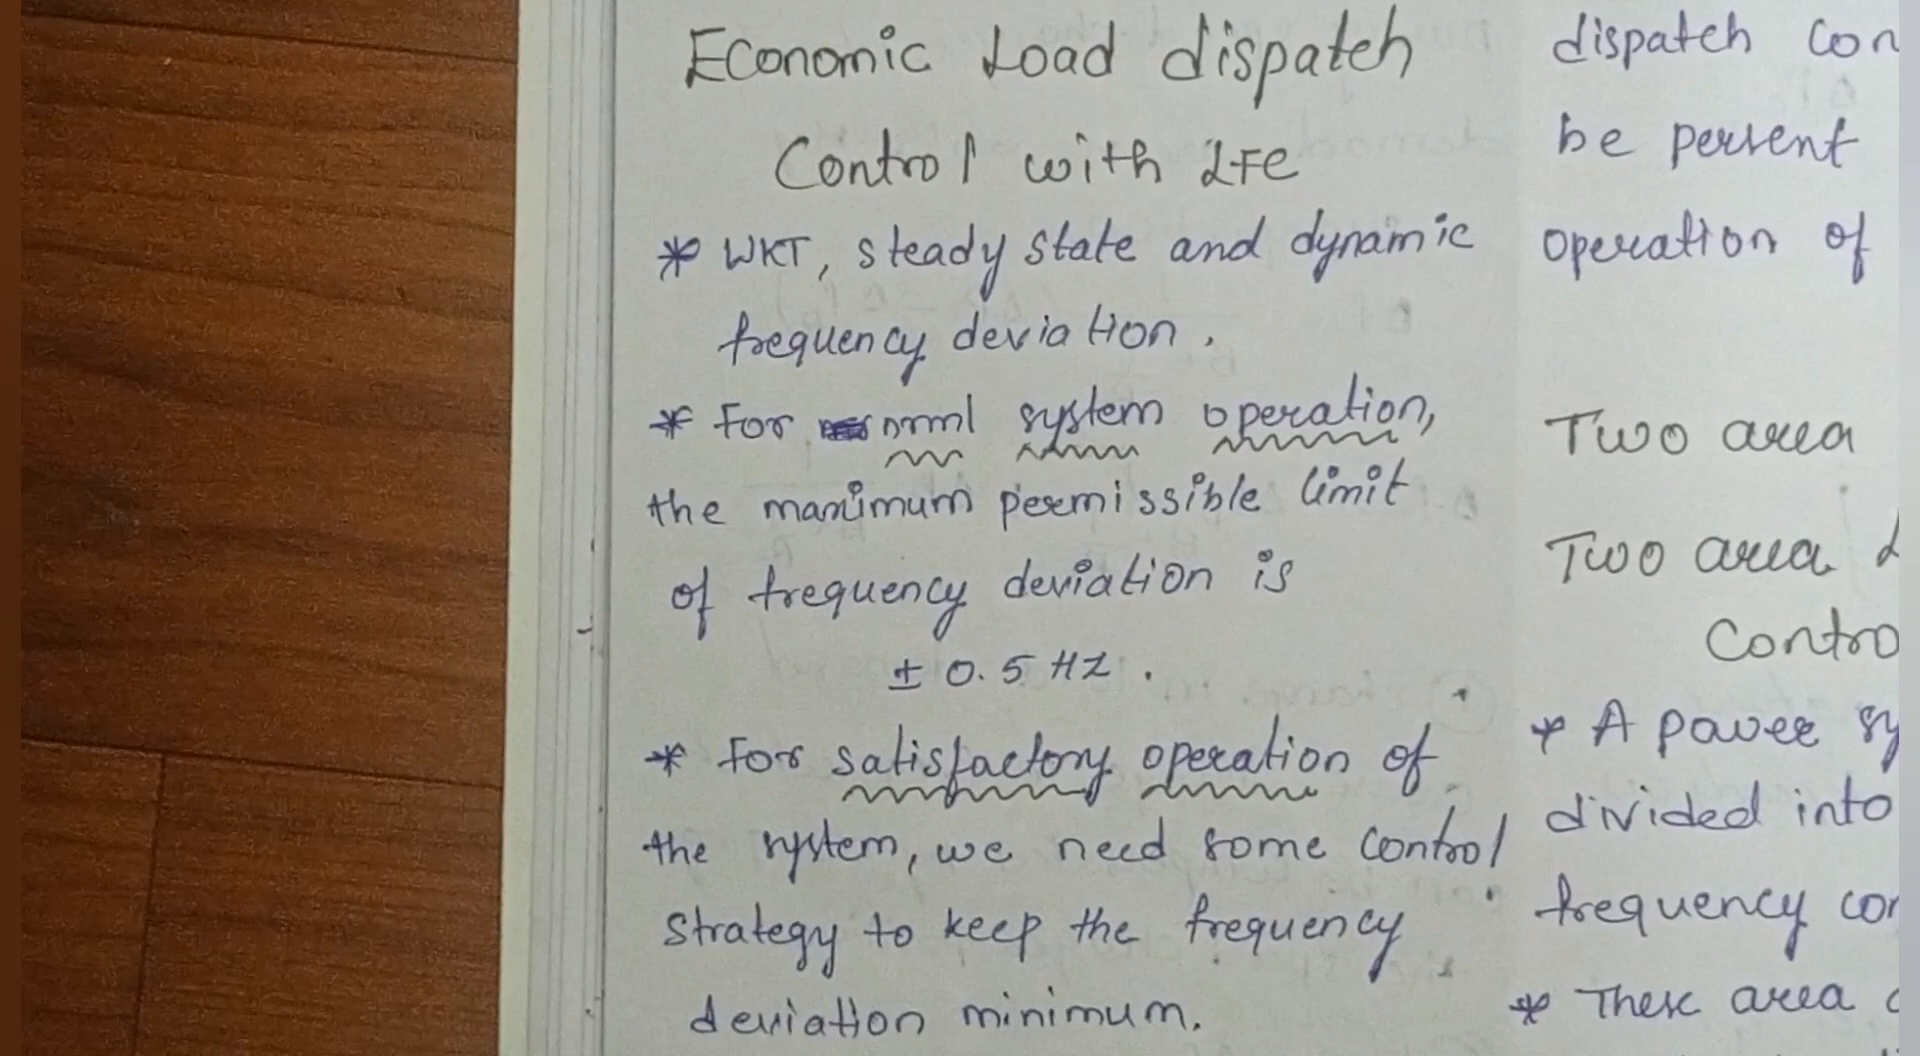 Economic Load dispatch
Control with LFC
* WKT, steady state and dynamic
frequency deviation.
* For norml system operation,
the maximum permissible limit
of frequency deviation is
± 0.5 HZ.
* For satisfactory operation of
the system, we need some control
strategy to keep the frequency
deviation minimum.
dispatch con
be persent
operation of
Two area
Two area L
Contro
* A power sy
divided into
frequency con
* These area